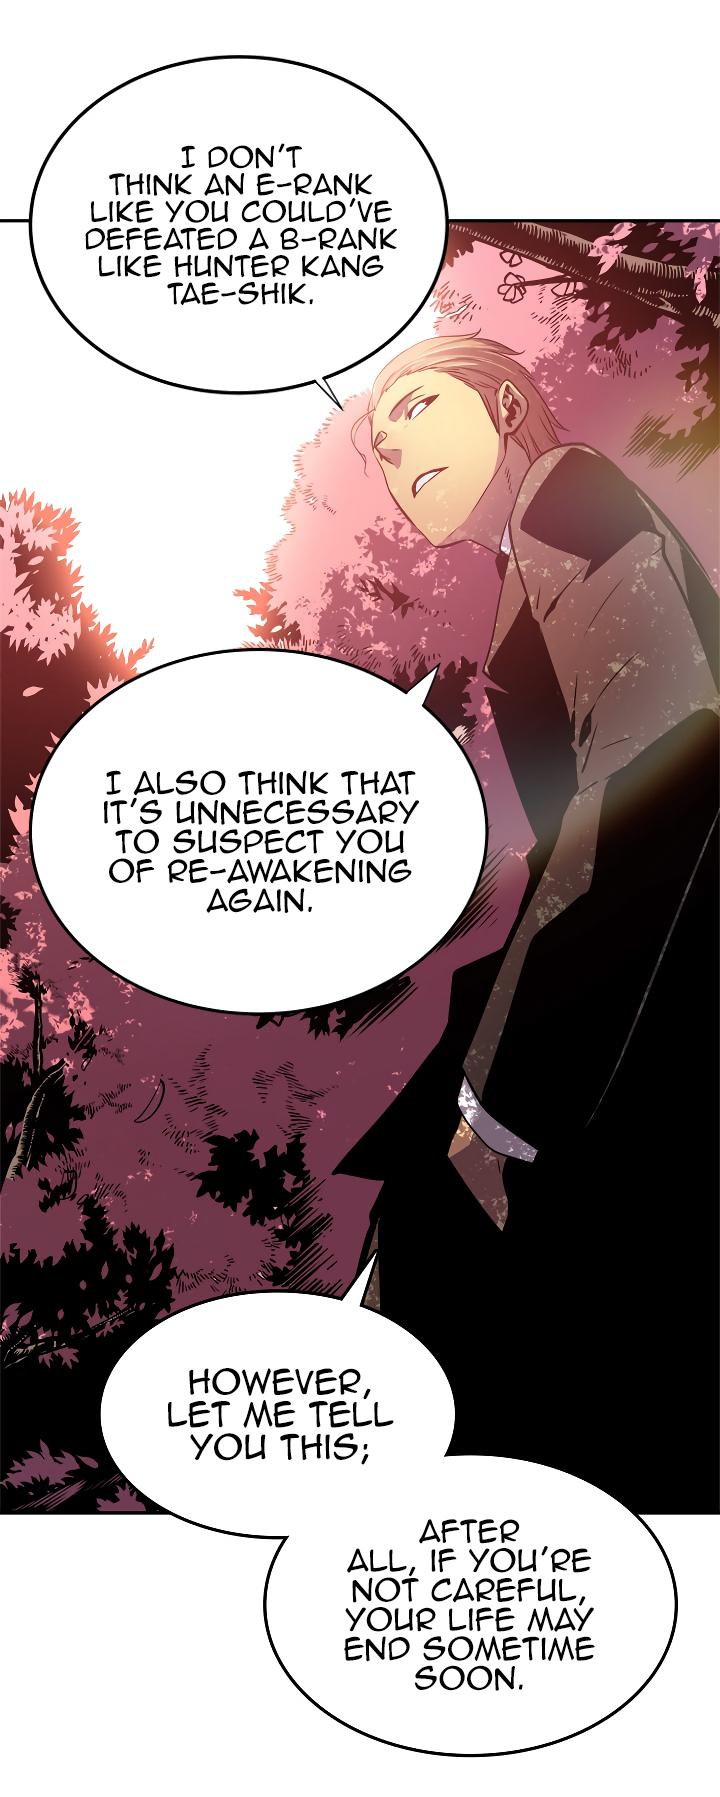 I DON'T
THINK AN E-RANK
LIKE YOU COULD'VE
DEFEATED A B-RANK
LIKE HUNTER KANG
TAE-SHIK.
I ALSO THINK THAT
IT'S UNNECESSARY
TO SUSPECT YOU
OF RE-AWAKENING
AGAIN.
HOWEVER,
LET ME TELL
YOU THIS;
AFTER
ALL, IF YOU'RE
NOT CAREFUL,
YOUR LIFE MAY
END SOMETIME
SOON.